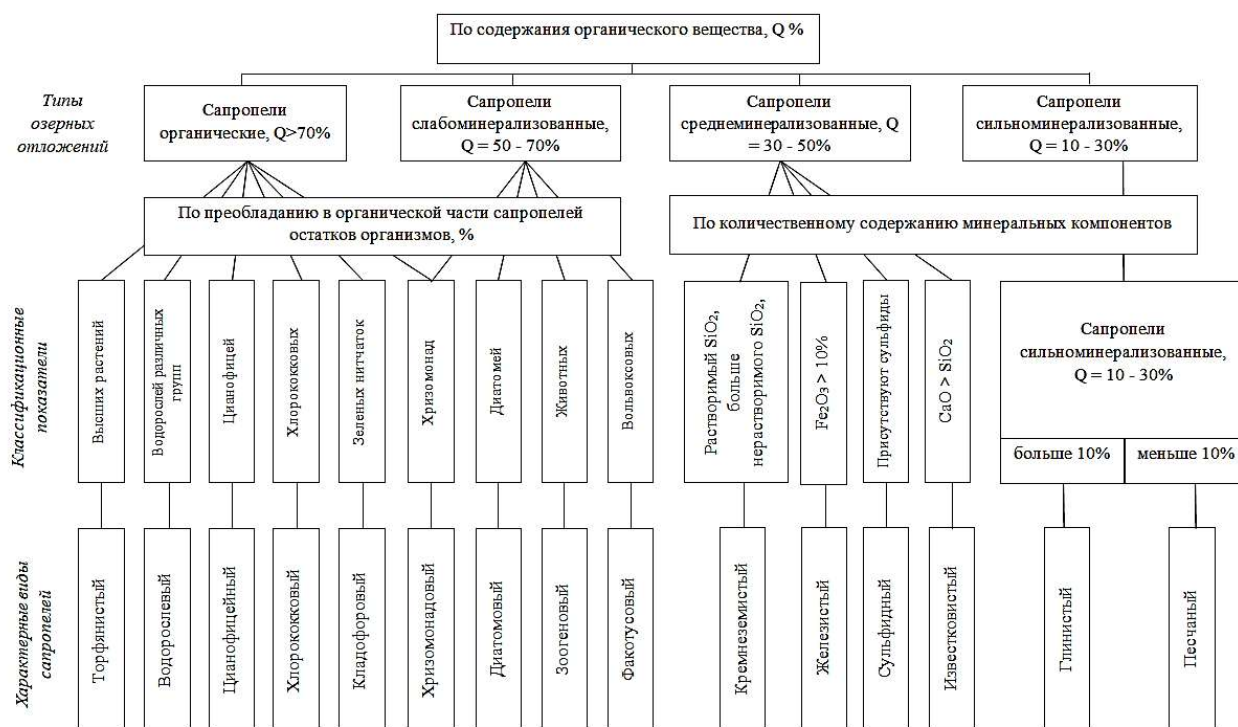 По содержания органического вещества, Q %
Типы
озерных
отложений
Сапропели
органические, Q>70%
Сапропели
слабоминерализованные,
Q = 50 - 70%
Сапропели
среднеминерализованные, Q
= 30 - 50%
Сапропели
сильноминерализованные,
Q = 10 - 30%
По преобладанию в органической части сапропелей
остатков организмов, %
По количественному содержанию минеральных компонентов
Классификационные
показатели
Высших растений
Водорослей различных
групп
Цианофицей
Хлорококковых
Зеленых нитчаток
Хризомонад
Диатомей
Животных
Вольвоксовых
Растворимый SiO₂,
больше
нерастворимого SiO₂,
Fe₂O₃ > 10%
Присутствуют сульфиды
CaO > SiO₂
Сапропели
сильноминерализованные,
Q = 10 - 30%
больше 10%
меньше 10%
Характерные виды
сапропелей
Торфянистый
Водорослевый
Цианофицейный
Хлорококковый
Кладофоровый
Хризомонадовый
Диатомовый
Зоогеновый
Факотусовый
Кремнеземистый
Железистый
Сульфидный
Известковистый
Глинистый
Песчаный